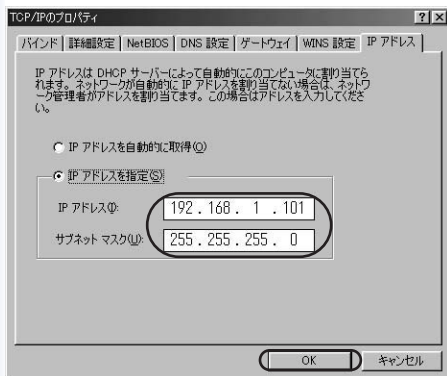 TCP/IPのプロパティ
バインド 詳細設定 NetBIOS DNS 設定 ゲートウェイ WINS 設定 IP アドレス
IP アドレスは DHCP サーバーによって自動的にこのコンピュータに割り当てら
れます。ネットワークが自動的に IP アドレスを割り当てない場合は、ネットワ
ーク管理者がアドレスを割り当てます。この場合はアドレスを入力してくださ
い。
IP アドレスを自動的に取得(O)
IP アドレスを指定(S)
IP アドレス(I): 192.168. 1 .101
サブネット マスク(U): 255.255.255. 0
OK キャンセル